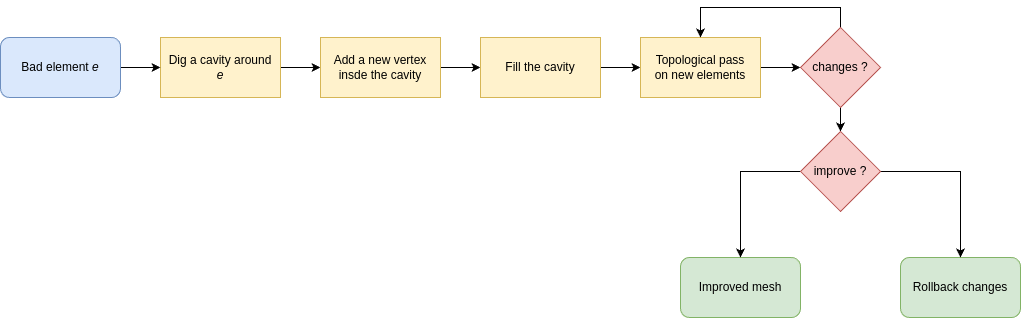 Bad element e
Dig a cavity around
e
Add a new vertex
insde the cavity
Fill the cavity
Topological pass
on new elements
changes ?
improve ?
Improved mesh
Rollback changes